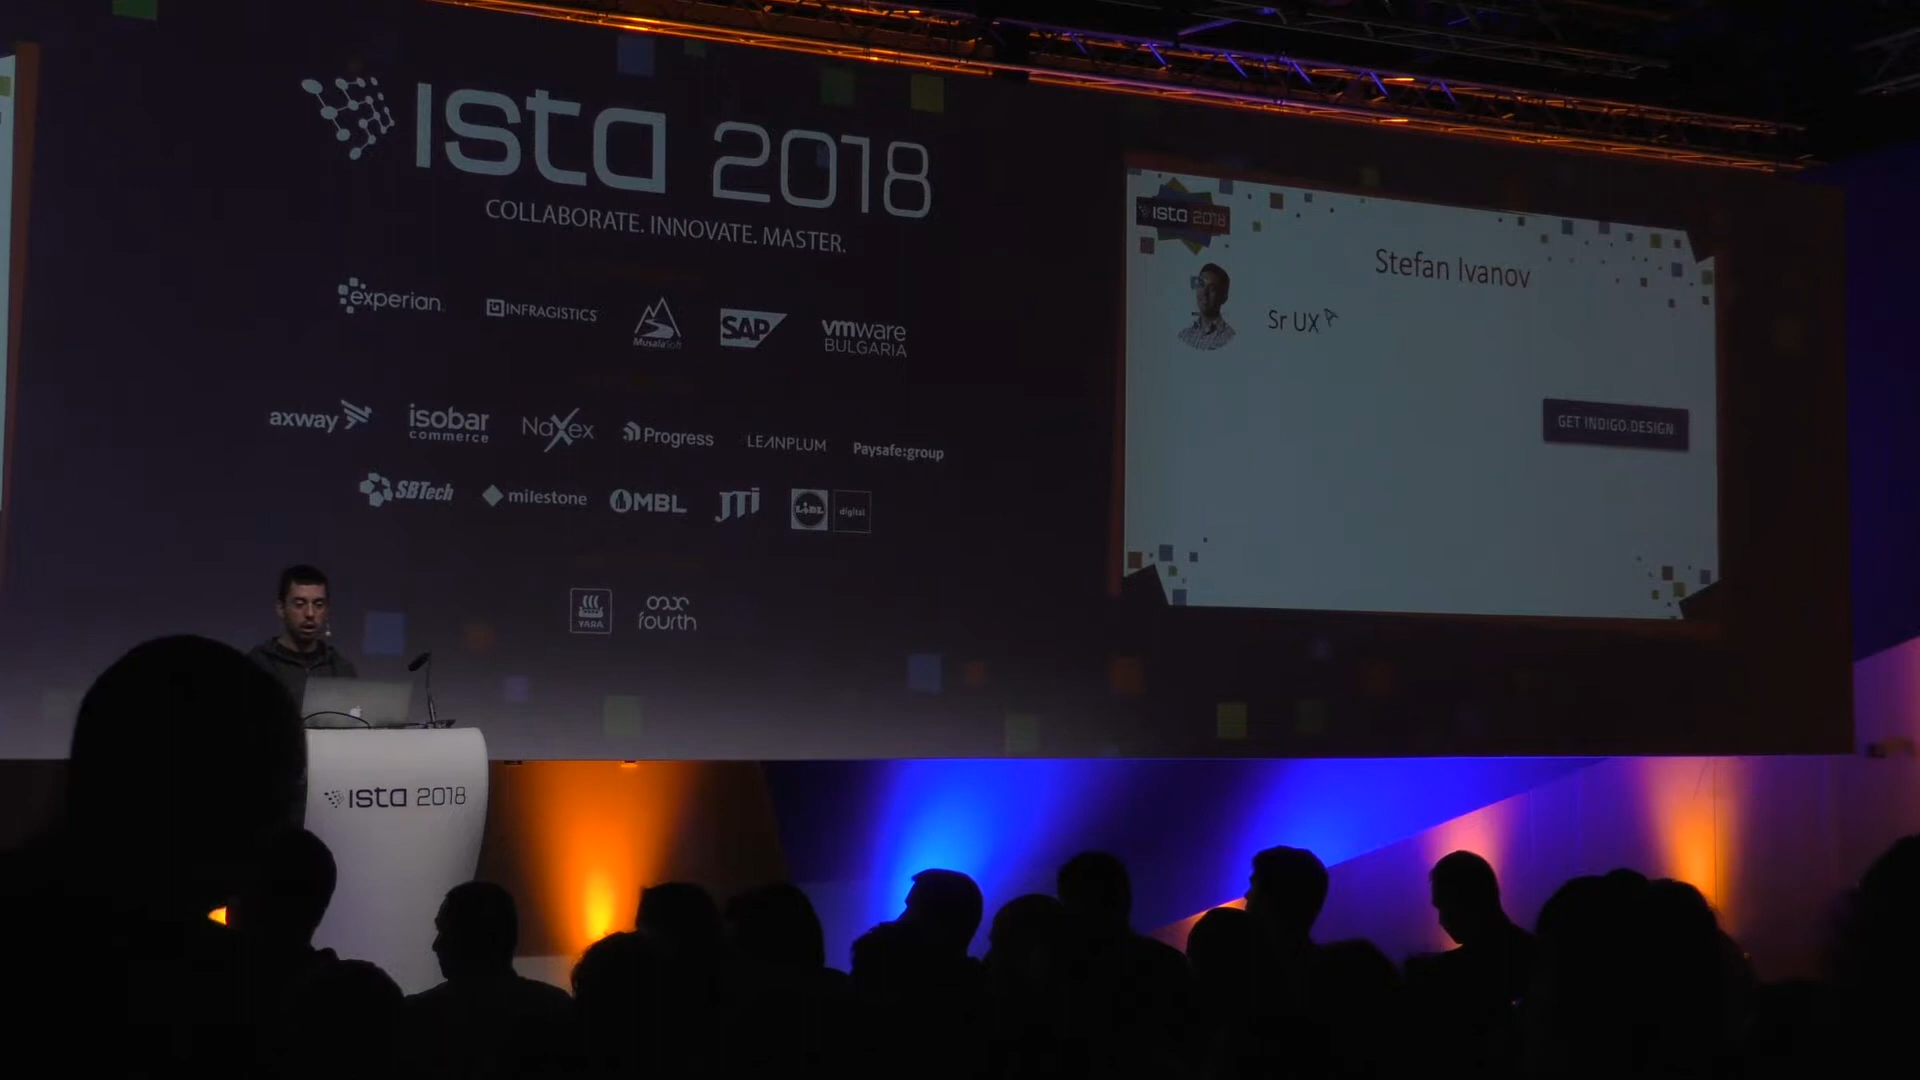 ista 2018
COLLABORATE. INNOVATE. MASTER.
experian.
INFRAGISTICS
MusalaSoft
SAP
vmware
BULGARIA
axway
isobar
commerce
NaXex
Progress
LEANPLUM
Paysafe:group
SBTech
milestone
MBL
JTI
LIDL
digital
YARA
fourth
ista 2018
Stefan Ivanov
Sr UX
GET INDIGO.DESIGN
ista 2018